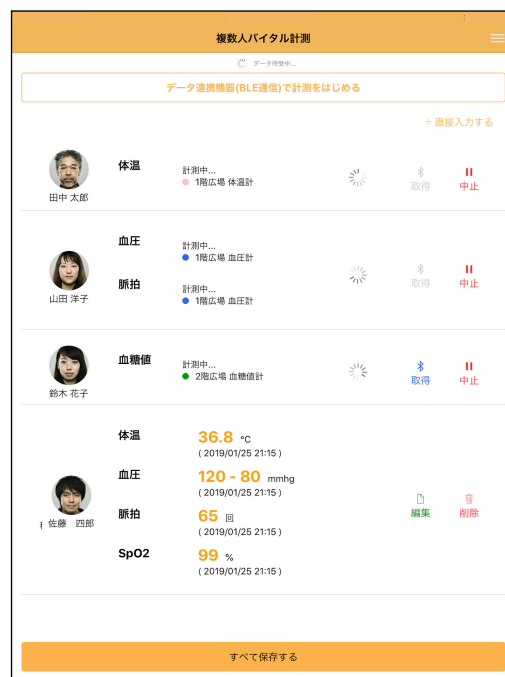 複数人バイタル計測
データ待受中...
データ連携機器(BLE通信)で計測をはじめる
+ 直接入力する
体温
計測中...
1階広場 体温計
取得
中止
田中 太郎
血圧
計測中...
1階広場 血圧計
脈拍
計測中...
1階広場 血圧計
取得
中止
山田 洋子
血糖値
計測中...
2階広場 血糖値計
取得
中止
鈴木 花子
体温
36.8 °C
( 2019/01/25 21:15 )
血圧
120 - 80 mmhg
( 2019/01/25 21:15 )
脈拍
65 回
( 2019/01/25 21:15 )
SpO2
99 %
( 2019/01/25 21:15 )
編集
削除
佐藤 四郎
すべて保存する